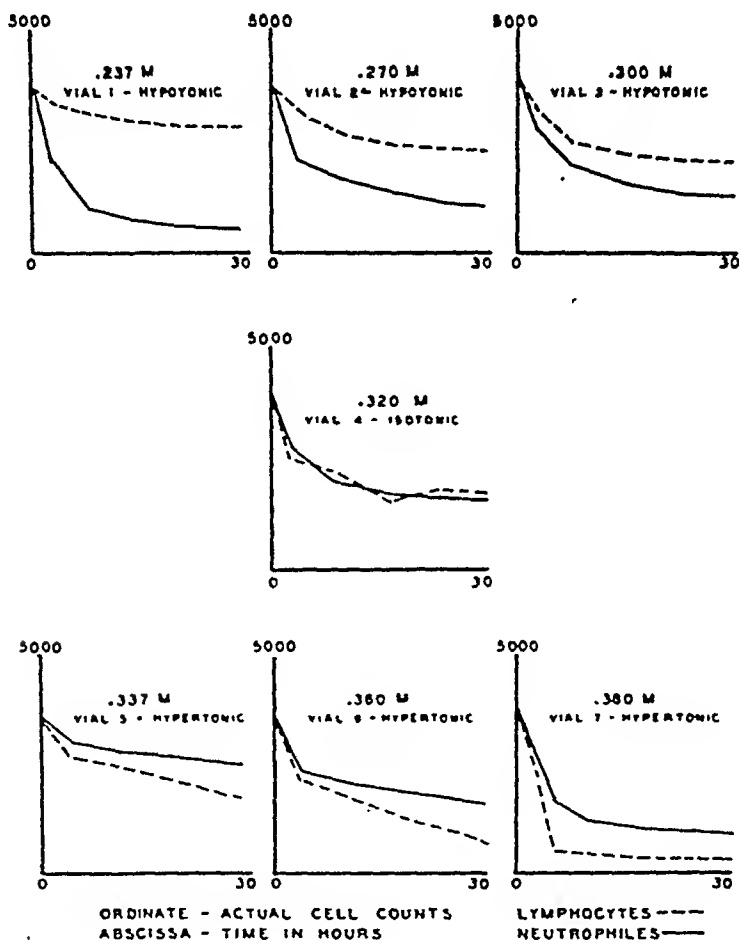 5000 5000 5000
.237 M .270 M .300 M
VIAL 1 - HYPOTONIC VIAL 2 - HYPOTONIC VIAL 3 - HYPOTONIC
0 30 0 30 0 30
5000
.320 M
VIAL 4 - ISOTONIC
0 30
5000 5000 5000
.337 M .360 M .380 M
VIAL 5 - HYPERTONIC VIAL 6 - HYPERTONIC VIAL 7 - HYPERTONIC
0 30 0 30 0 30
ORDINATE - ACTUAL CELL COUNTS LYMPHOCYTES
ABSCISSA - TIME IN HOURS NEUTROPHILES